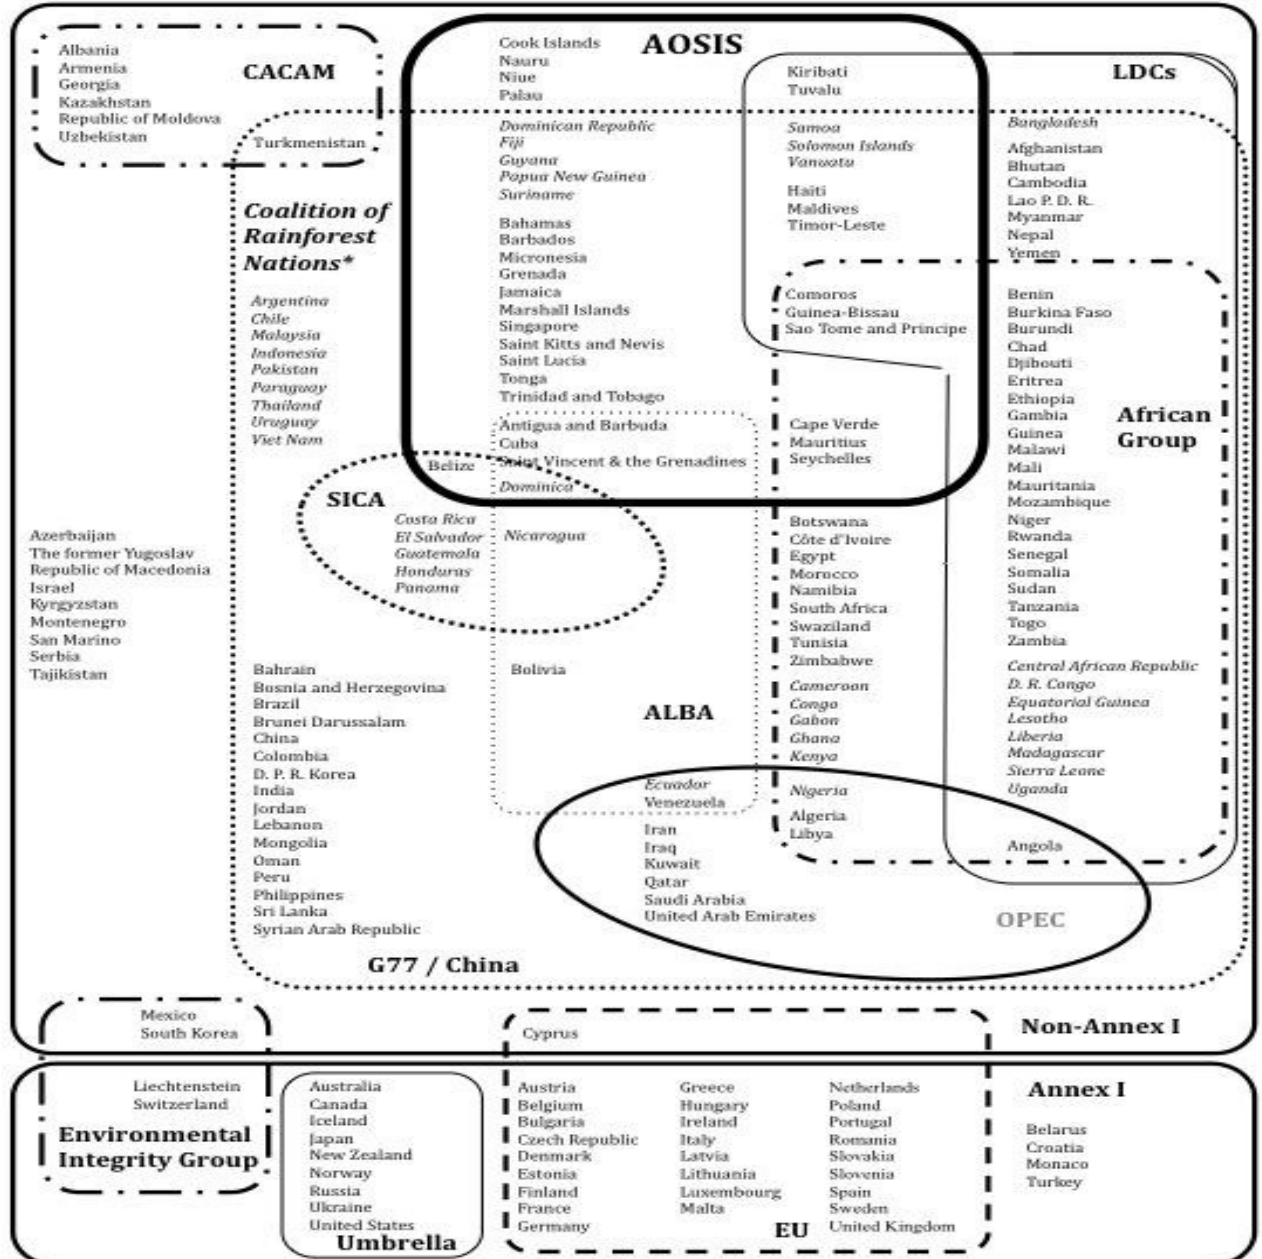 Albania
Armenia
Georgia
Kazakhstan
Republic of Moldova
Uzbekistan
CACAM
Turkmenistan
Cook Islands
Nauru
Niue
Palau
AOSIS
Kiribati
Tuvalu
LDCs
Dominican Republic
Fiji
Guyana
Papua New Guinea
Suriname
Samoa
Solomon Islands
Vanuatu
Haiti
Maldives
Timor-Leste
Bangladesh
Afghanistan
Bhutan
Cambodia
Lao P. D. R.
Myanmar
Nepal
Yemen
Coalition of
Rainforest
Nations*
Argentina
Chile
Malaysia
Indonesia
Pakistan
Paraguay
Thailand
Uruguay
Viet Nam
Bahamas
Barbados
Micronesia
Grenada
Jamaica
Marshall Islands
Singapore
Saint Kitts and Nevis
Saint Lucia
Tonga
Trinidad and Tobago
Antigua and Barbuda
Cuba
Saint Vincent & the Grenadines
Dominica
Belize
Comoros
Guinea-Bissau
Sao Tome and Principe
Cape Verde
Mauritius
Seychelles
Benin
Burkina Faso
Burundi
Chad
Djibouti
Eritrea
Ethiopia
Gambia
Guinea
Malawi
Mali
Mauritania
Mozambique
Niger
Rwanda
Senegal
Somalia
Sudan
Tanzania
Togo
Zambia
African
Group
SICA
Costa Rica
El Salvador
Guatemala
Honduras
Panama
Nicaragua
Azerbaijan
The former Yugoslav
Republic of Macedonia
Israel
Kyrgyzstan
Montenegro
San Marino
Serbia
Tajikistan
Botswana
Côte d'Ivoire
Egypt
Morocco
Namibia
South Africa
Swaziland
Tunisia
Zimbabwe
Cameroon
Congo
Gabon
Ghana
Kenya
Nigeria
Algeria
Libya
Central African Republic
D. R. Congo
Equatorial Guinea
Lesotho
Liberia
Madagascar
Sierra Leone
Uganda
Angola
Bahrain
Bosnia and Herzegovina
Brazil
Brunei Darussalam
China
Colombia
D. P. R. Korea
India
Jordan
Lebanon
Mongolia
Oman
Peru
Philippines
Sri Lanka
Syrian Arab Republic
Bolivia
ALBA
Ecuador
Venezuela
Iran
Iraq
Kuwait
Qatar
Saudi Arabia
United Arab Emirates
OPEC
G77 / China
Mexico
South Korea
Cyprus
Non-Annex I
Liechtenstein
Switzerland
Environmental
Integrity Group
Australia
Canada
Iceland
Japan
New Zealand
Norway
Russia
Ukraine
United States
Umbrella
Austria
Belgium
Bulgaria
Czech Republic
Denmark
Estonia
Finland
France
Germany
Greece
Hungary
Ireland
Italy
Latvia
Lithuania
Luxembourg
Malta
Netherlands
Poland
Portugal
Romania
Slovakia
Slovenia
Spain
Sweden
United Kingdom
EU
Annex I
Belarus
Croatia
Monaco
Turkey